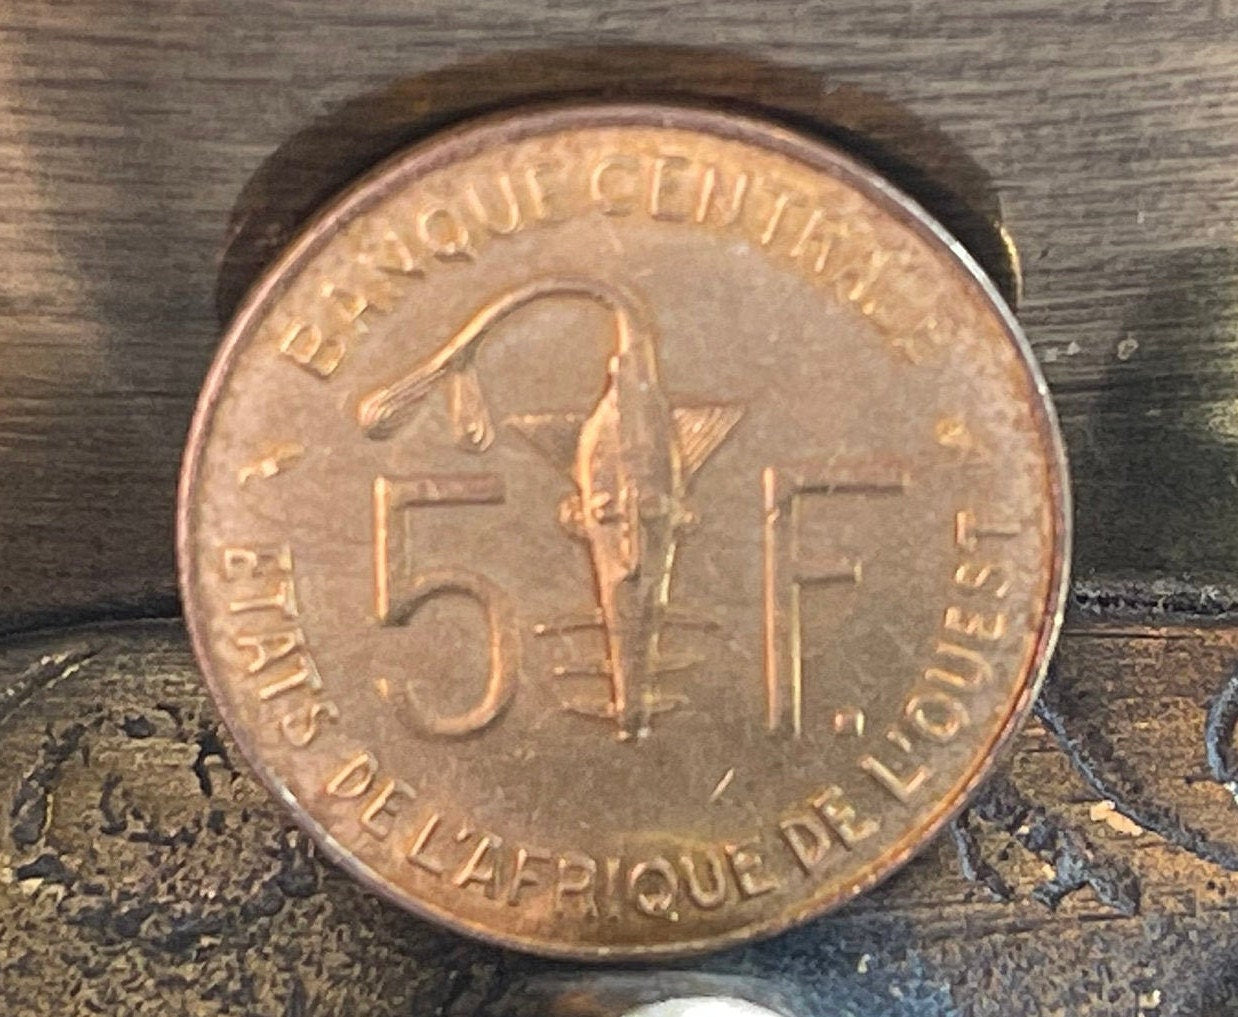 BANQUE CENTRALE
5 F.
ETATS DE L'AFRIQUE DE L'OUEST